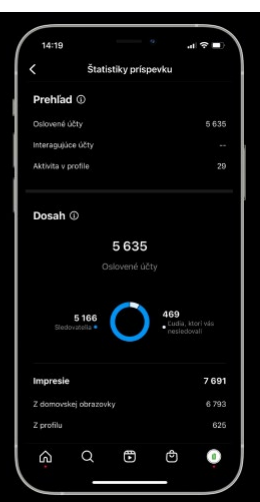 14:19
Štatistiky príspevku
Prehľad
Oslovené účty 5 635
Interagujúce účty --
Aktivita v profile 29
Dosah
5 635
Oslovené účty
5 166
Sledovatelia
469
Ľudia, ktorí vás
nesledovali
Impresie 7 691
Z domovskej obrazovky 6 793
Z profilu 625